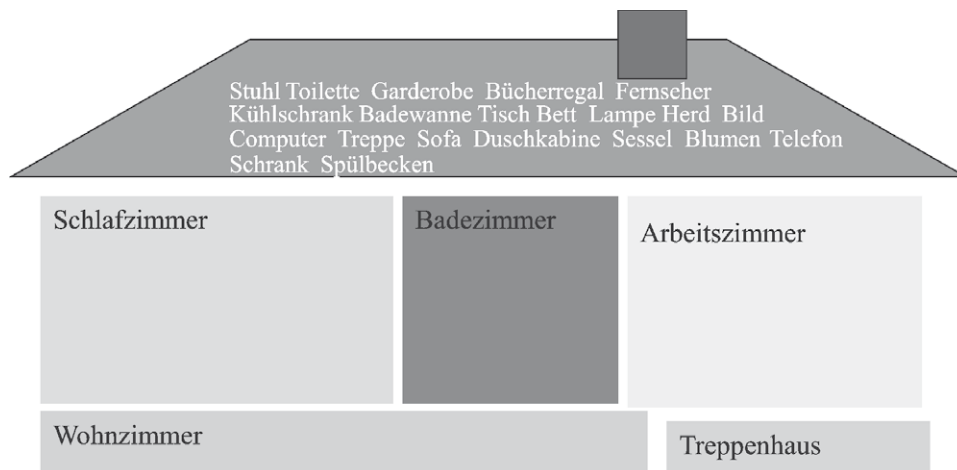 Stuhl Toilette Garderobe Bücherregal Fernseher
Kühlschrank Badewanne Tisch Bett Lampe Herd Bild
Computer Treppe Sofa Duschkabine Sessel Blumen Telefon
Schrank Spülbecken
Schlafzimmer
Badezimmer
Arbeitszimmer
Wohnzimmer
Treppenhaus